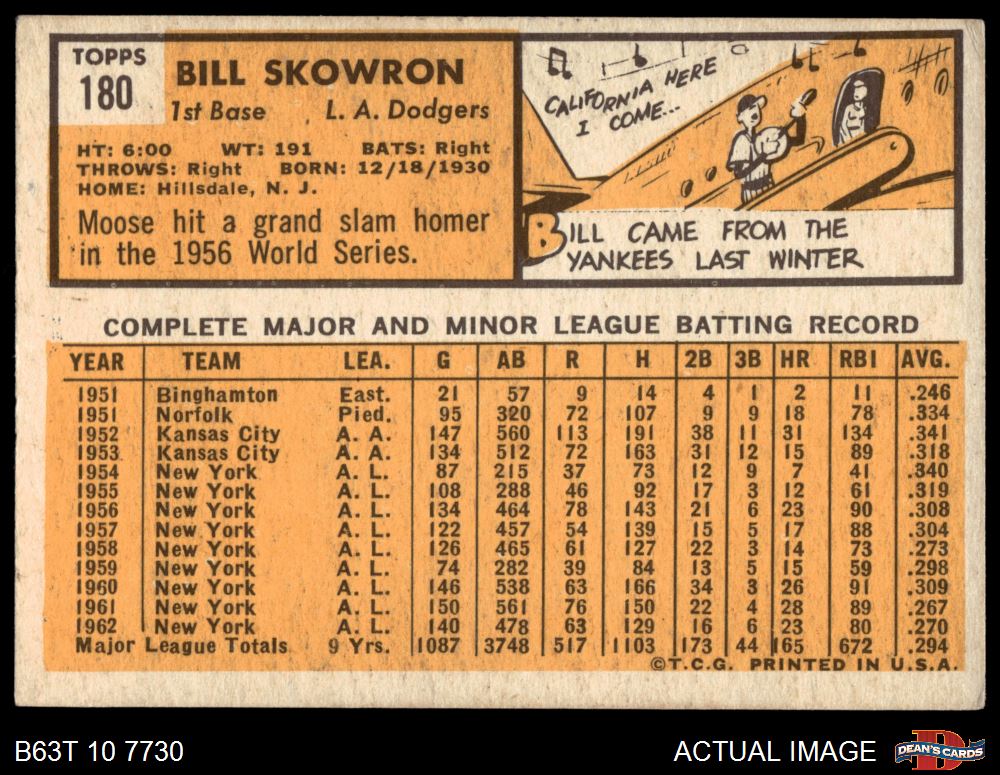 TOPPS
180
BILL SKOWRON
1st Base L. A. Dodgers
HT: 6:00 WT: 191 BATS: Right
THROWS: Right BORN: 12/18/1930
HOME: Hillsdale, N. J.
Moose hit a grand slam homer
in the 1956 World Series.
CALIFORNIA HERE
I COME...
BILL CAME FROM THE
YANKEES LAST WINTER
COMPLETE MAJOR AND MINOR LEAGUE BATTING RECORD
YEAR TEAM LEA. G AB R H 2B 3B HR RBI AVG.
1951 Binghamton East. 21 57 9 14 4 1 2 11 .246
1951 Norfolk Pied. 95 320 72 107 9 9 18 78 .334
1952 Kansas City A. A. 147 560 113 191 38 11 31 134 .341
1953 Kansas City A. A. 134 512 72 163 31 12 15 89 .318
1954 New York A. L. 87 215 37 73 12 9 7 41 .340
1955 New York A. L. 108 288 46 92 17 3 12 61 .319
1956 New York A. L. 134 464 78 143 21 6 23 90 .308
1957 New York A. L. 122 457 54 139 15 5 17 88 .304
1958 New York A. L. 126 465 61 127 22 3 14 73 .273
1959 New York A. L. 74 282 39 84 13 5 15 59 .298
1960 New York A. L. 146 538 63 166 34 3 26 91 .309
1961 New York A. L. 150 561 76 150 22 4 28 89 .267
1962 New York A. L. 140 478 63 129 16 6 23 80 .270
Major League Totals 9 Yrs. 1087 3748 517 1103 173 44 165 672 .294
©T.C.G. PRINTED IN U.S.A.
B63T 10 7730 ACTUAL IMAGE
D
DEAN'S CARDS